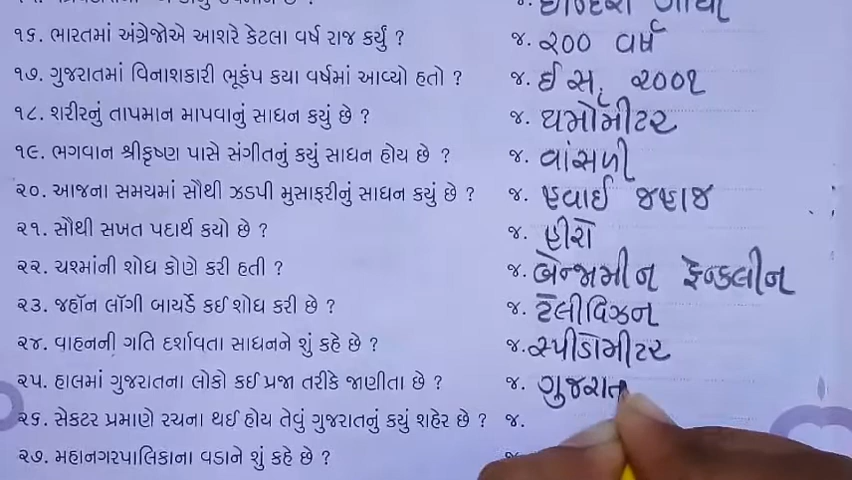 જ. ઇન્દિરા ગાંધી
૧૬. ભારતમાં અંગ્રેજોએ આશરે કેટલા વર્ષ રાજ કર્યું ? જ. ૨૦૦ વર્ષ
૧૭. ગુજરાતમાં વિનાશકારી ભૂકંપ કયા વર્ષમાં આવ્યો હતો ? જ. ઈ સ. ૨૦૦૧
૧૮. શરીરનું તાપમાન માપવાનું સાધન કયું છે ? જ. થર્મોમીટર
૧૯. ભગવાન શ્રીકૃષ્ણ પાસે સંગીતનું કયું સાધન હોય છે ? જ. વાંસળી
૨૦. આજના સમયમાં સૌથી ઝડપી મુસાફરીનું સાધન કયું છે ? જ. હવાઈ જહાજ
૨૧. સૌથી સખત પદાર્થ કયો છે ? જ. હીરો
૨૨. ચશ્માંની શોધ કોણે કરી હતી ? જ. બેન્જામીન ફ્રેન્કલીન
૨૩. જહૉન લૉગી બાયર્ડે કઈ શોધ કરી છે ? જ. ટેલીવિઝન
૨૪. વાહનની ગતિ દર્શાવતા સાધનને શું કહે છે ? જ. સ્પીડોમીટર
૨૫. હાલમાં ગુજરાતના લોકો કઈ પ્રજા તરીકે જાણીતા છે ? જ. ગુજરાત
૨૬. સેક્ટર પ્રમાણે રચના થઈ હોય તેવું ગુજરાતનું કયું શહેર છે ? જ.
૨૭. મહાનગરપાલિકાના વડાને શું કહે છે ?